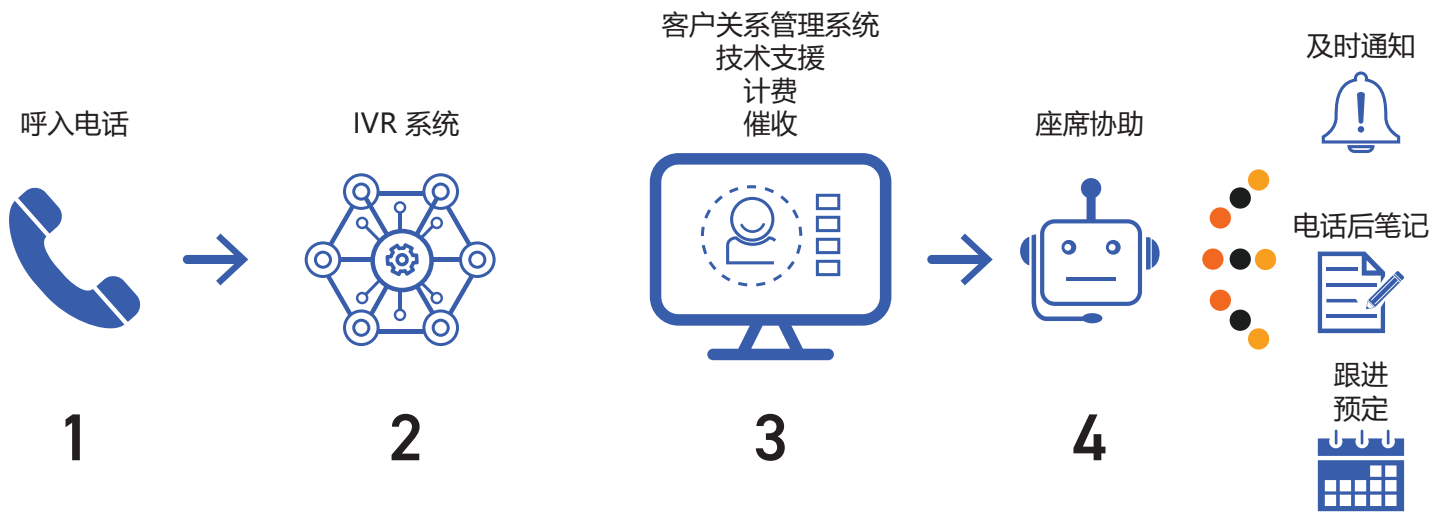 呼入电话
1
IVR 系统
2
客户关系管理系统
技术支援
计费
催收
3
座席协助
4
及时通知
电话后笔记
跟进
预定